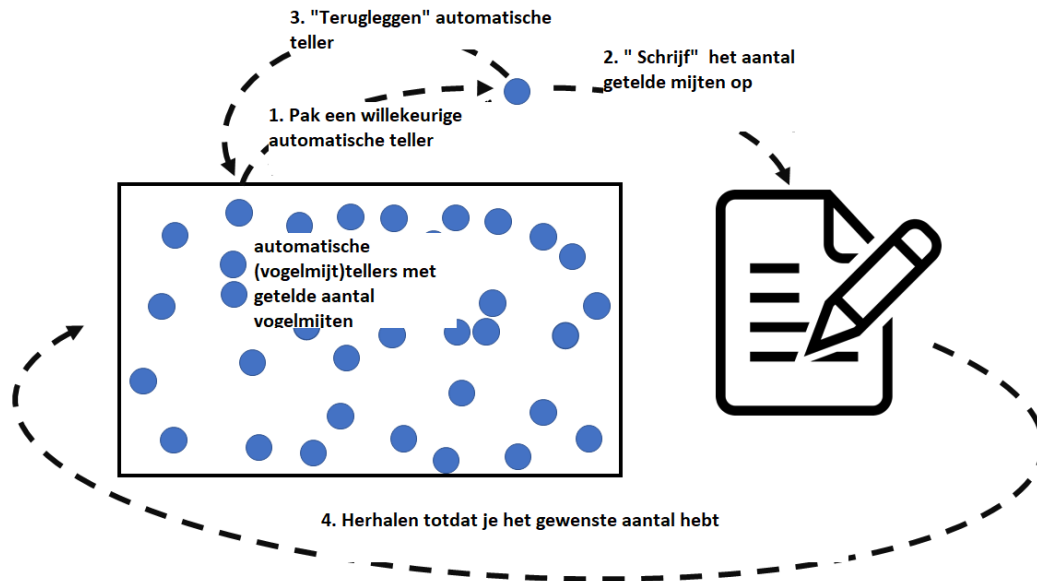 3. "Terugleggen" automatische
teller
2. " Schrijf" het aantal
getelde mijten op
1. Pak een willekeurige
automatische teller
automatische
(vogelmijt)tellers met
getelde aantal
vogelmijten
4. Herhalen totdat je het gewenste aantal hebt